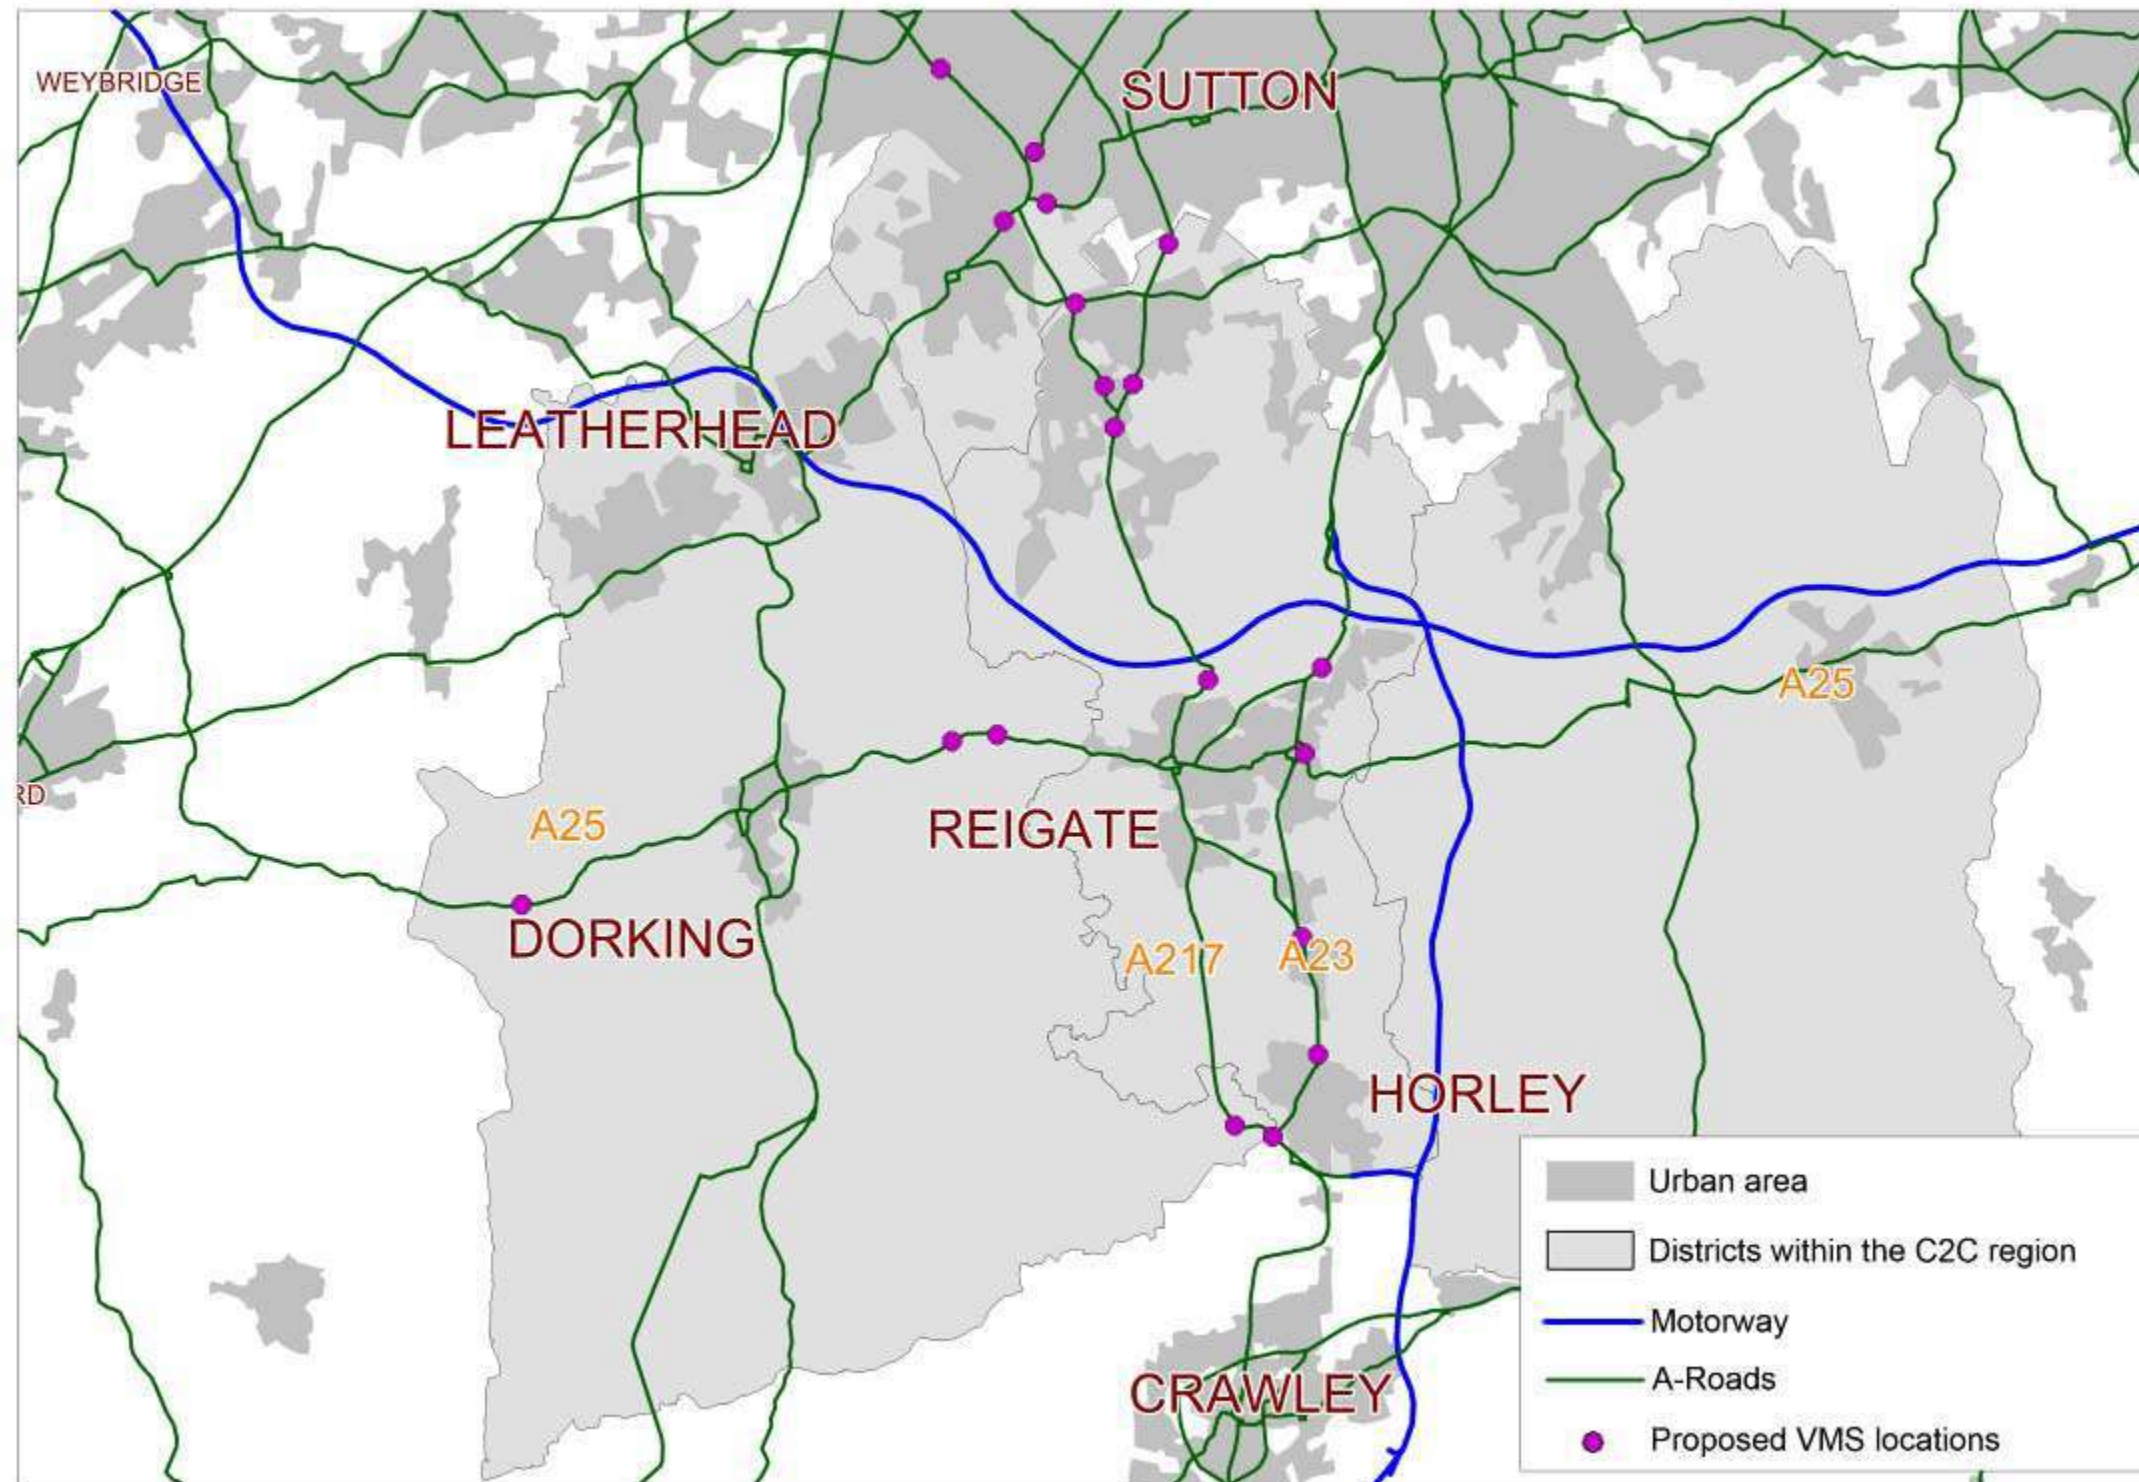 WEYBRIDGE
SUTTON
LEATHERHEAD
A25
RD
A25
REIGATE
DORKING
A217
A23
HORLEY
CRAWLEY
Urban area
Districts within the C2C region
Motorway
A-Roads
Proposed VMS locations